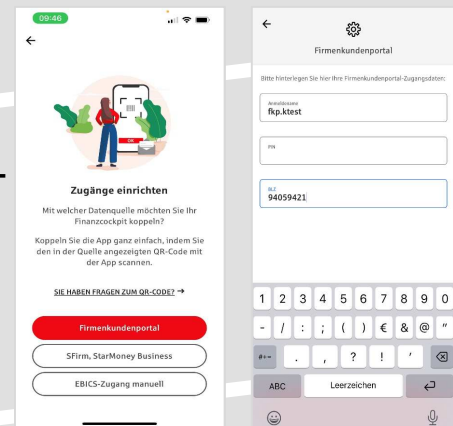 09:46
Zugänge einrichten
Mit welcher Datenquelle möchten Sie Ihr
Finanzcockpit koppeln?
Koppeln Sie die App ganz einfach, indem Sie
den in der Quelle angezeigten QR-Code mit
der App scannen.
SIE HABEN FRAGEN ZUM QR-CODE? →
Firmenkundenportal
SFirm, StarMoney Business
EBICS-Zugang manuell
Firmenkundenportal
Bitte hinterlegen Sie hier Ihre Firmenkundenportal-Zugangsdaten:
Anmeldename
fkp.ktest
PIN
BLZ
94059421
1 2 3 4 5 6 7 8 9 0
- / : ; ( ) € & @ "
#+= . , ? ! '
ABC Leerzeichen